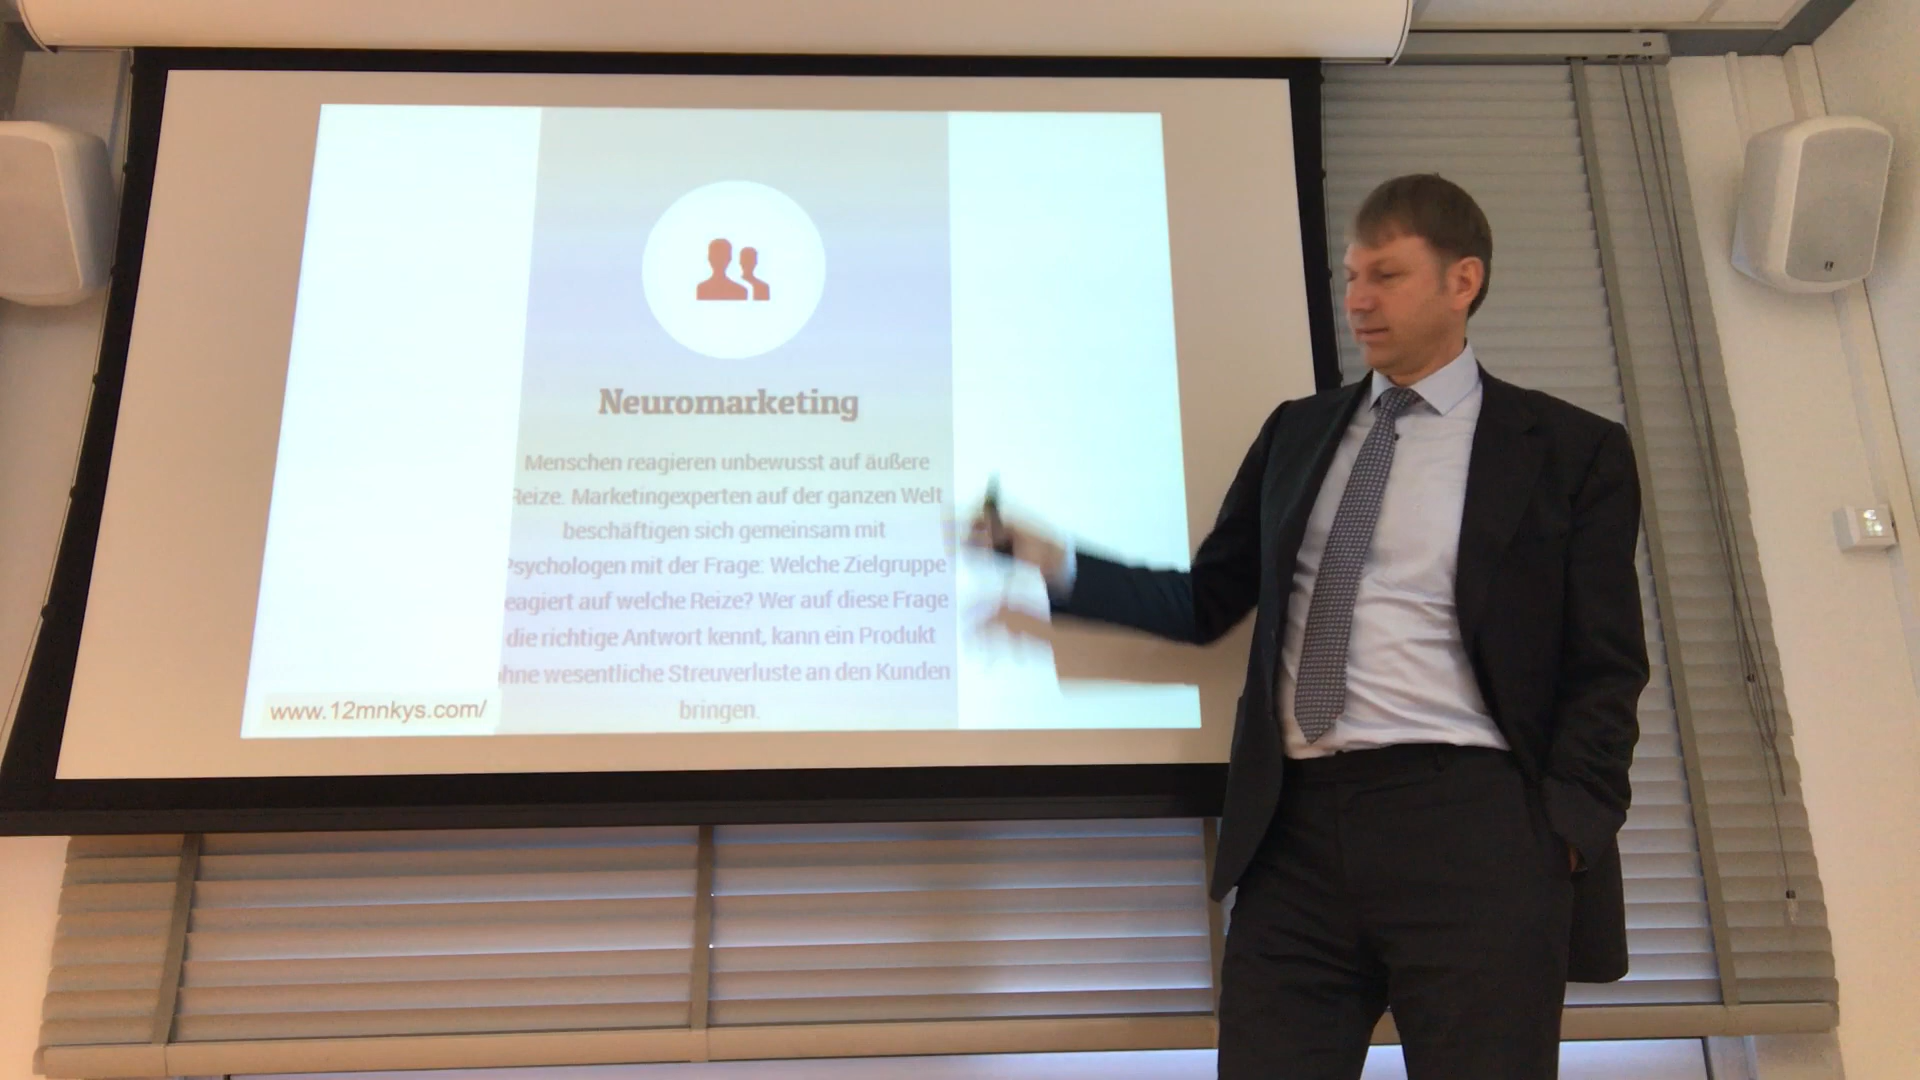 Neuromarketing
Menschen reagieren unbewusst auf äußere
Reize. Marketingexperten auf der ganzen Welt
beschäftigen sich gemeinsam mit
Psychologen mit der Frage: Welche Zielgruppe
reagiert auf welche Reize? Wer auf diese Frage
die richtige Antwort kennt, kann ein Produkt
ohne wesentliche Streuverluste an den Kunden
bringen.
www.12mnkys.com/